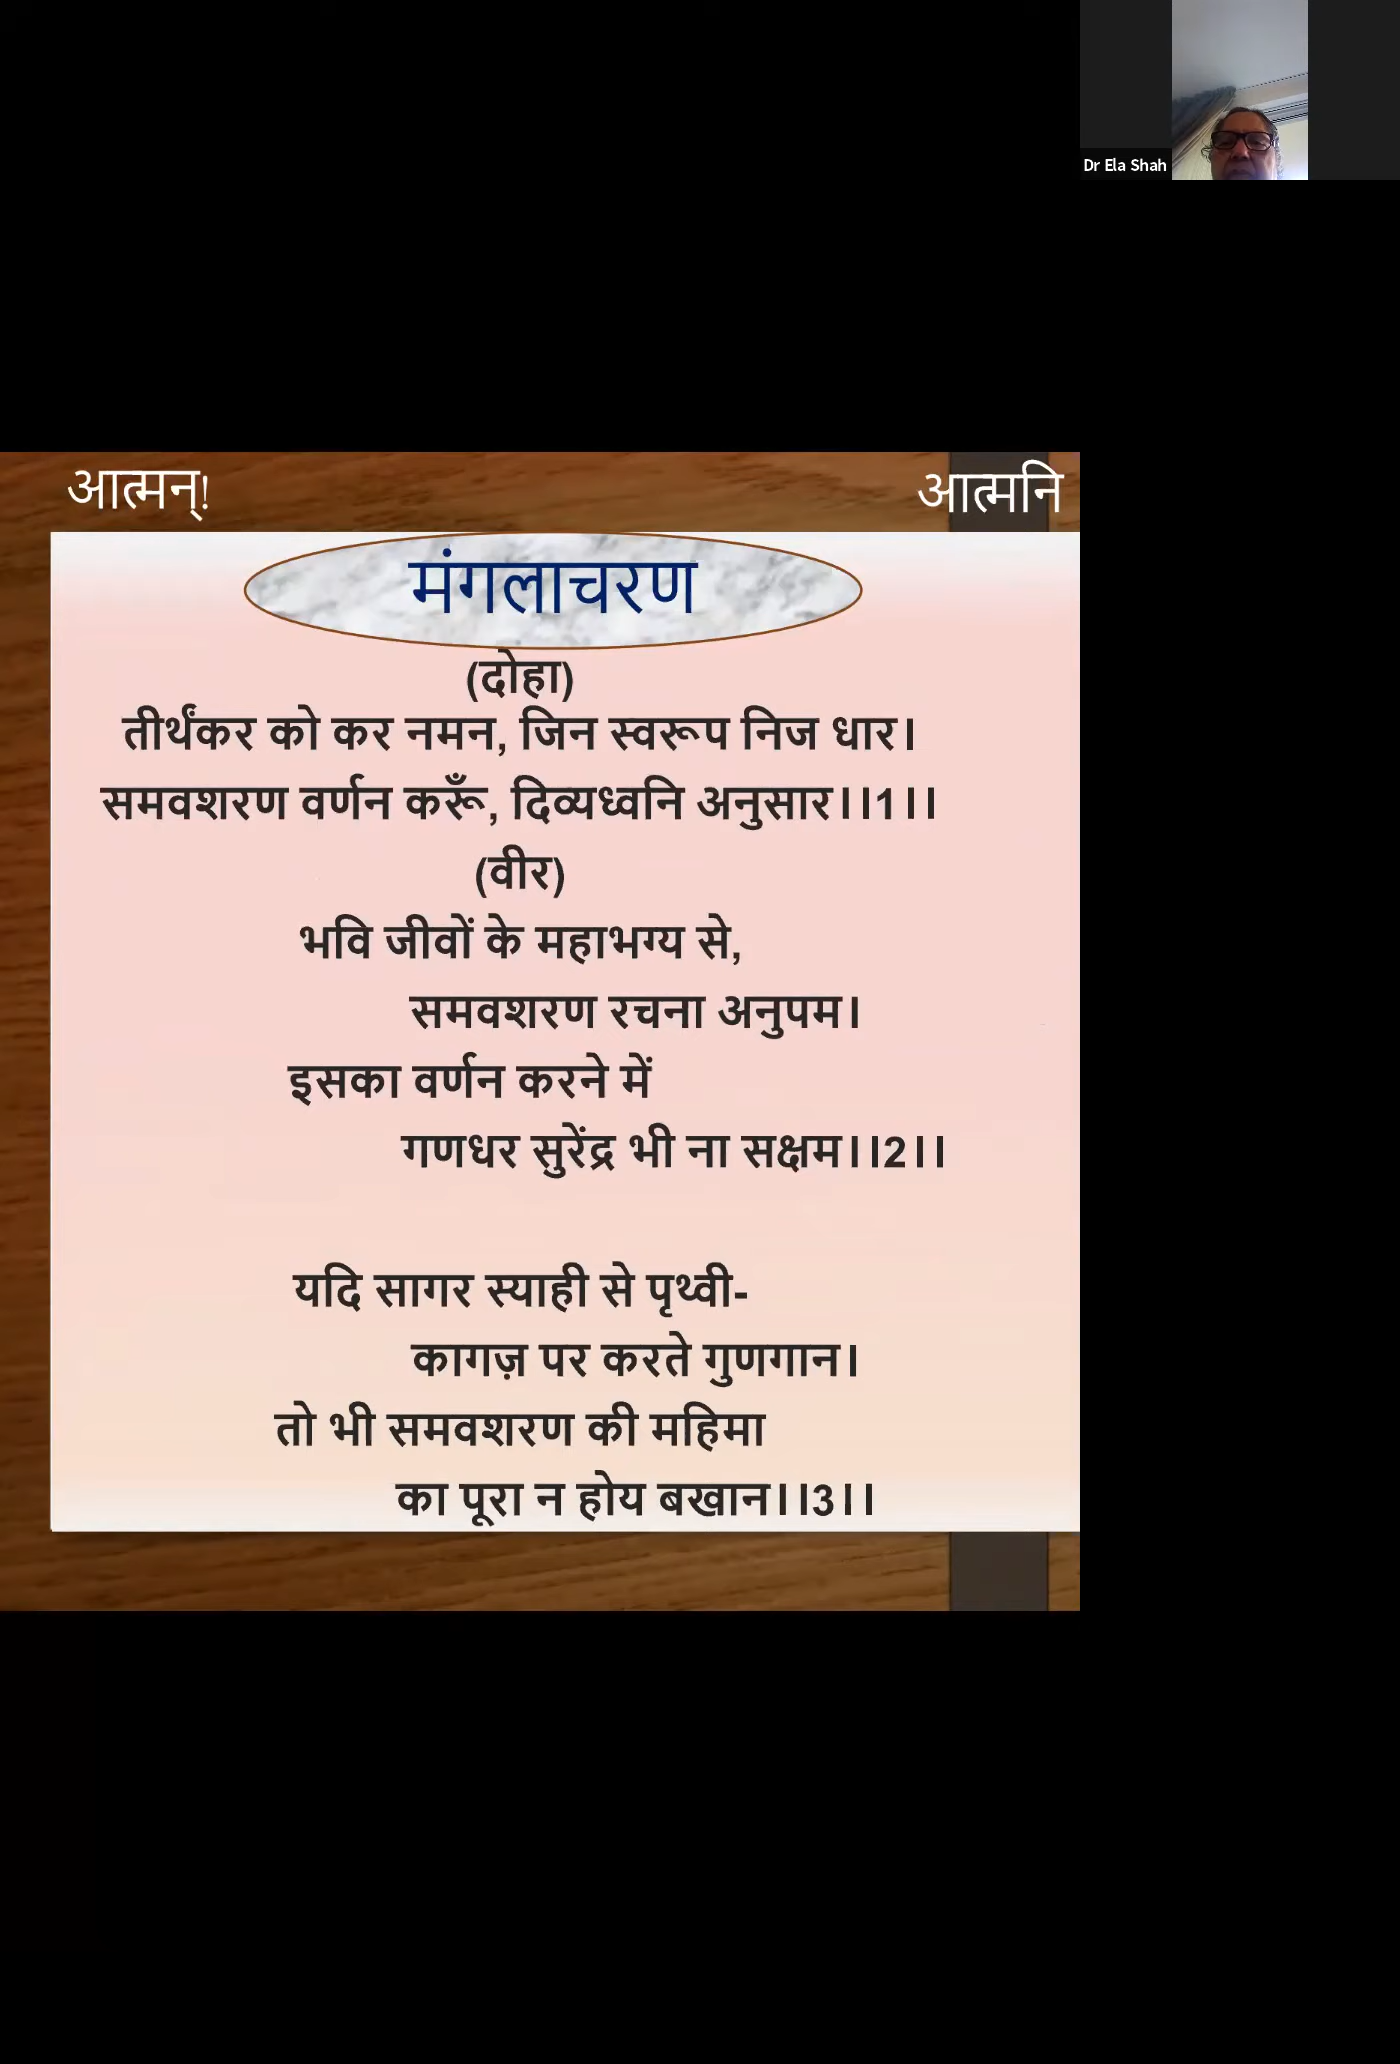 Dr Ela Shah
आत्मन्!
आत्मनि
मंगलाचरण
(दोहा)
तीर्थंकर को कर नमन, जिन स्वरूप निज धार।
समवशरण वर्णन करूँ, दिव्यध्वनि अनुसार।।1।।
(वीर)
भवि जीवों के महाभग्य से,
समवशरण रचना अनुपम।
इसका वर्णन करने में
गणधर सुरेंद्र भी ना सक्षम।।2।।
यदि सागर स्याही से पृथ्वी-
कागज़ पर करते गुणगान।
तो भी समवशरण की महिमा
का पूरा न होय बखान।।3।।